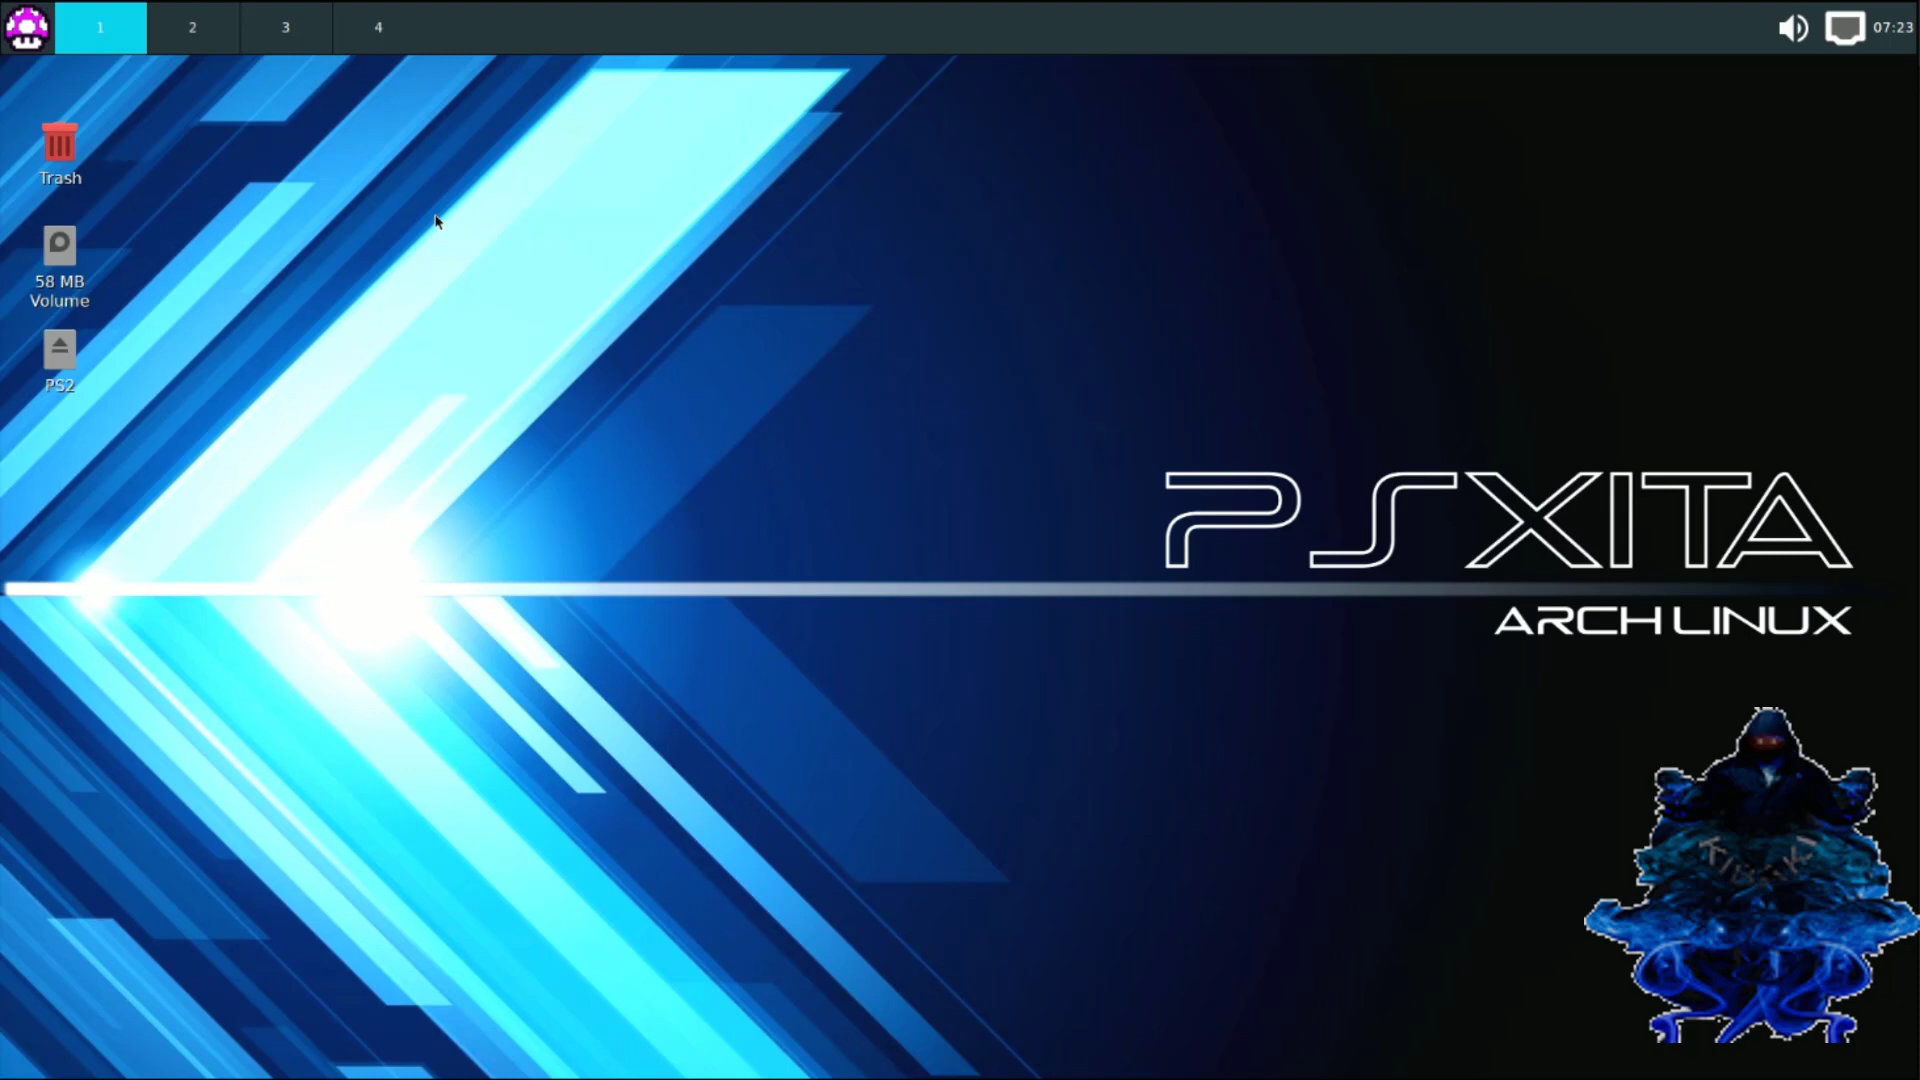 1 2 3 4 07:23
Trash
58 MB
Volume
PS2
PSXITA
ARCH LINUX